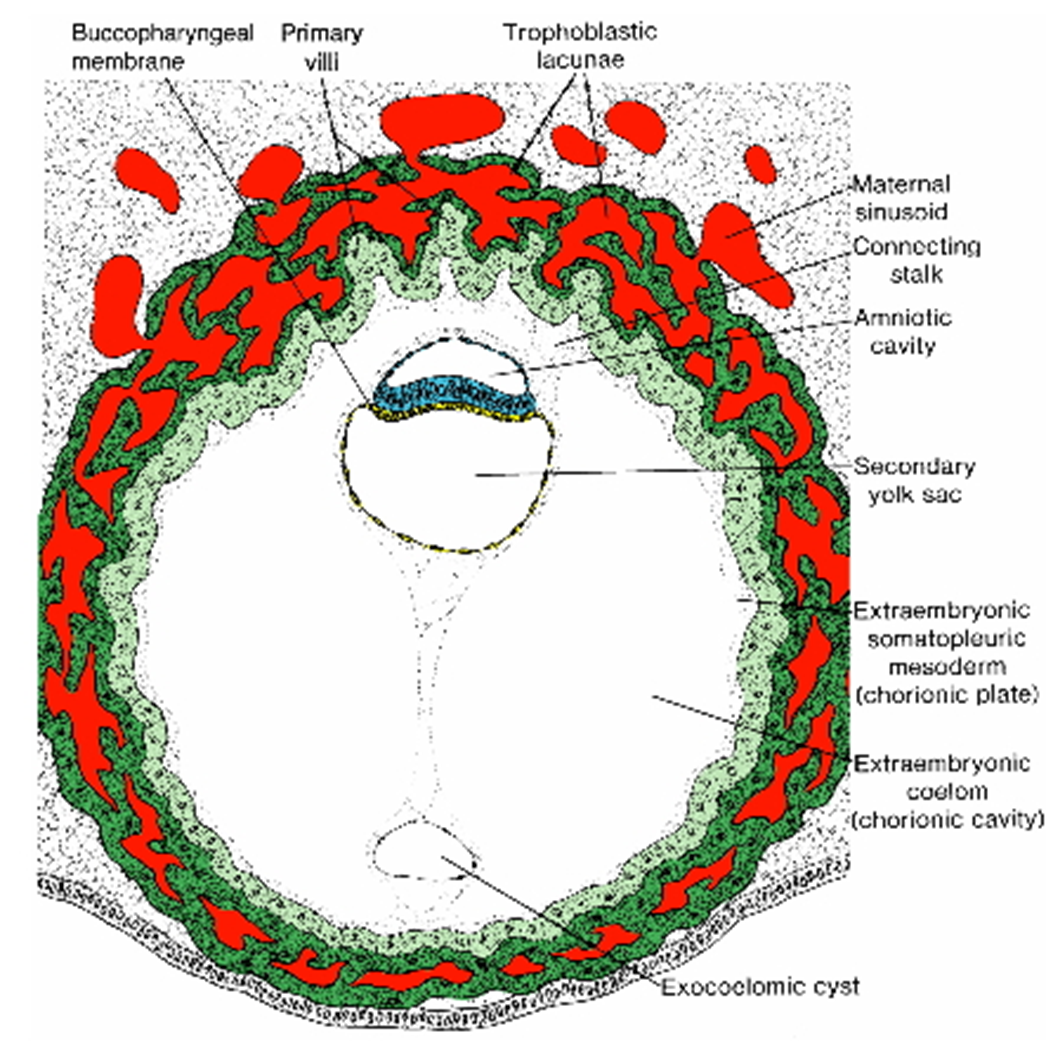 Buccopharyngeal
membrane
Primary
villi
Trophoblastic
lacunae
Maternal
sinusoid
Connecting
stalk
Amniotic
cavity
Secondary
yolk sac
Extraembryonic
somatopleuric
mesoderm
(chorionic plate)
Extraembryonic
coelom
(chorionic cavity)
Exocoelomic cyst